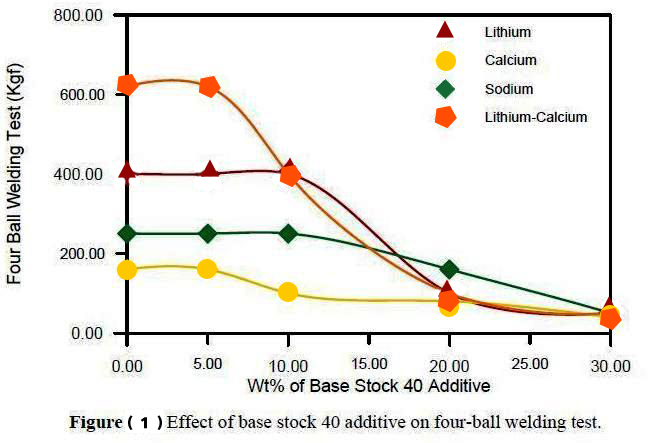 800.00
600.00
400.00
200.00
0.00
Four Ball Welding Test (Kgf)
Lithium
Calcium
Sodium
Lithium-Calcium
0.00 5.00 10.00 15.00 20.00 25.00 30.00
Wt% of Base Stock 40 Additive
Figure ( 1 ) Effect of base stock 40 additive on four-ball welding test.